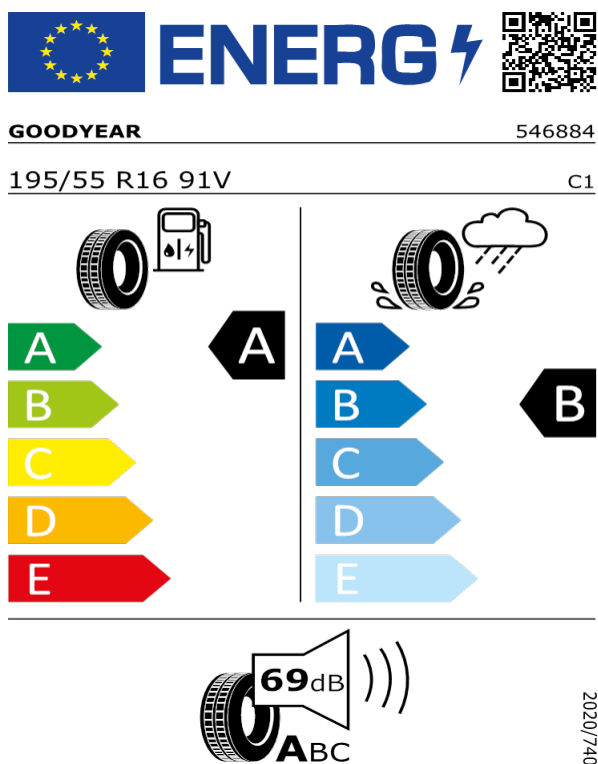 ENERG
GOODYEAR 546884
195/55 R16 91V C1
A A A
B B B
C C
D D
E E
69dB
ABC
2020/740